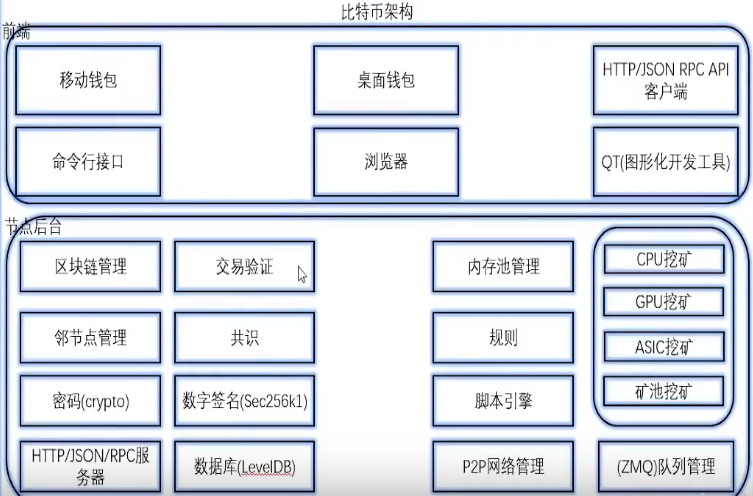 比特币架构
前端
移动钱包
桌面钱包
HTTP/JSON RPC API
客户端
命令行接口
浏览器
QT(图形化开发工具)
节点后台
区块链管理
交易验证
内存池管理
CPU挖矿
GPU挖矿
ASIC挖矿
矿池挖矿
邻节点管理
共识
规则
密码(crypto)
数字签名(Sec256k1)
脚本引擎
HTTP/JSON/RPC服
务器
数据库(LevelDB)
P2P网络管理
(ZMQ)队列管理